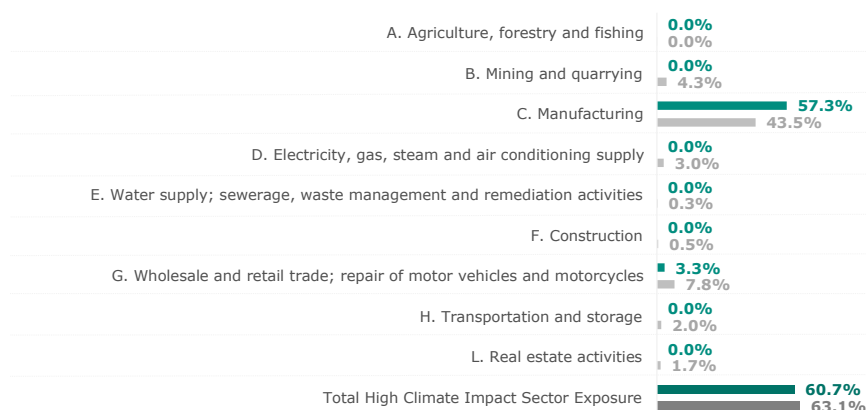 A. Agriculture, forestry and fishing
0.0%
0.0%
B. Mining and quarrying
0.0%
4.3%
C. Manufacturing
57.3%
43.5%
D. Electricity, gas, steam and air conditioning supply
0.0%
3.0%
E. Water supply; sewerage, waste management and remediation activities
0.0%
0.3%
F. Construction
0.0%
0.5%
G. Wholesale and retail trade; repair of motor vehicles and motorcycles
3.3%
7.8%
H. Transportation and storage
0.0%
2.0%
L. Real estate activities
0.0%
1.7%
Total High Climate Impact Sector Exposure
60.7%
63.1%